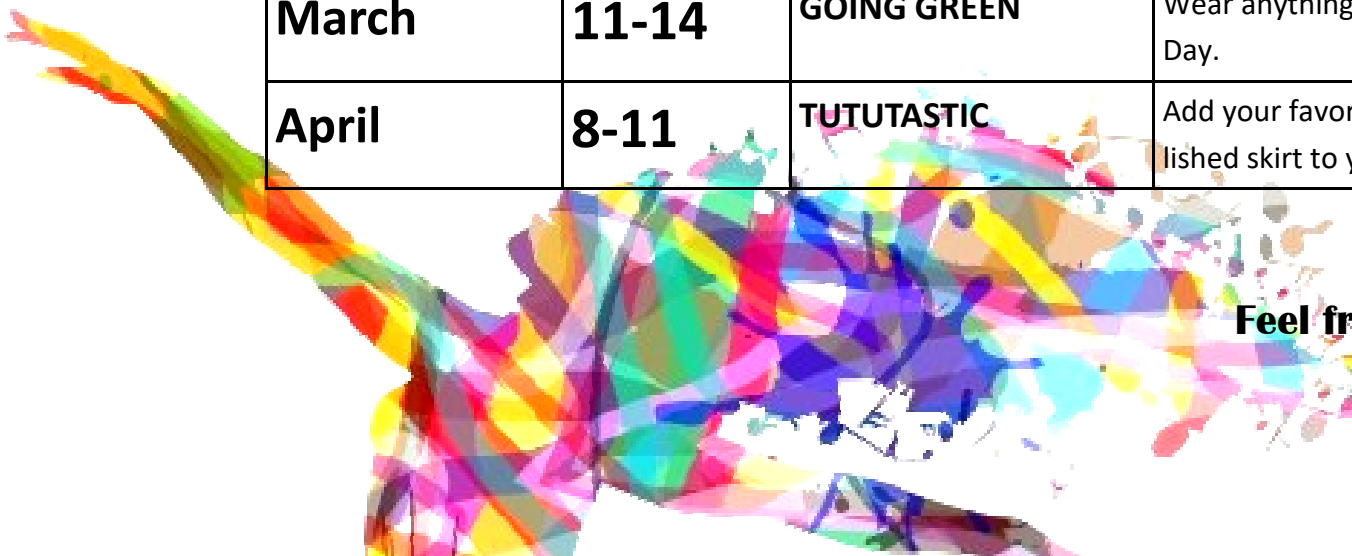 March 11-14 GOING GREEN Wear anything
Day.
April 8-11 TUTUTASTIC Add your favor
lished skirt to y
Feel fr